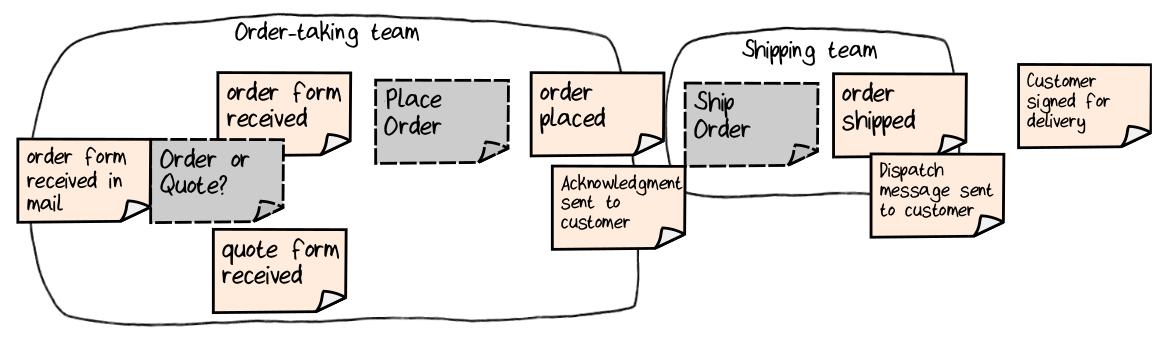 Order-taking team
Shipping team
order form
received
Place
Order
order
placed
Ship
Order
order
shipped
Customer
signed for
delivery
order form
received in
mail
Order or
Quote?
Acknowledgment
sent to
customer
Dispatch
message sent
to customer
quote form
received